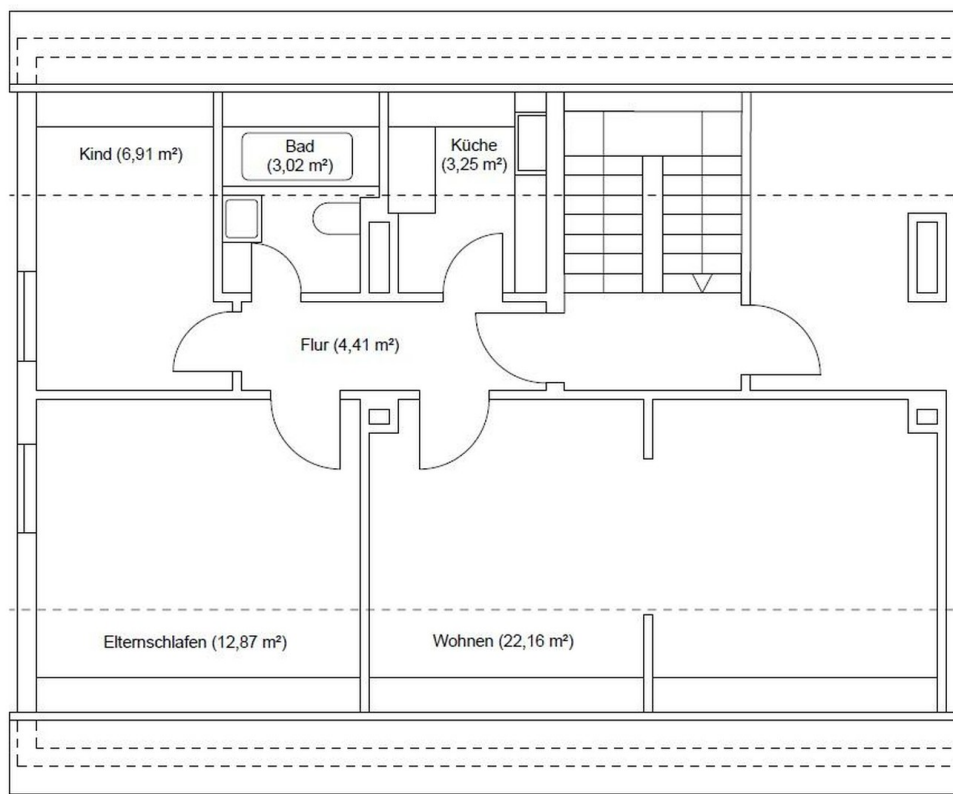 Kind (6,91 m²)
Bad
(3,02 m²)
Küche
(3,25 m²)
Flur (4,41 m²)
Elternschlafen (12,87 m²)
Wohnen (22,16 m²)